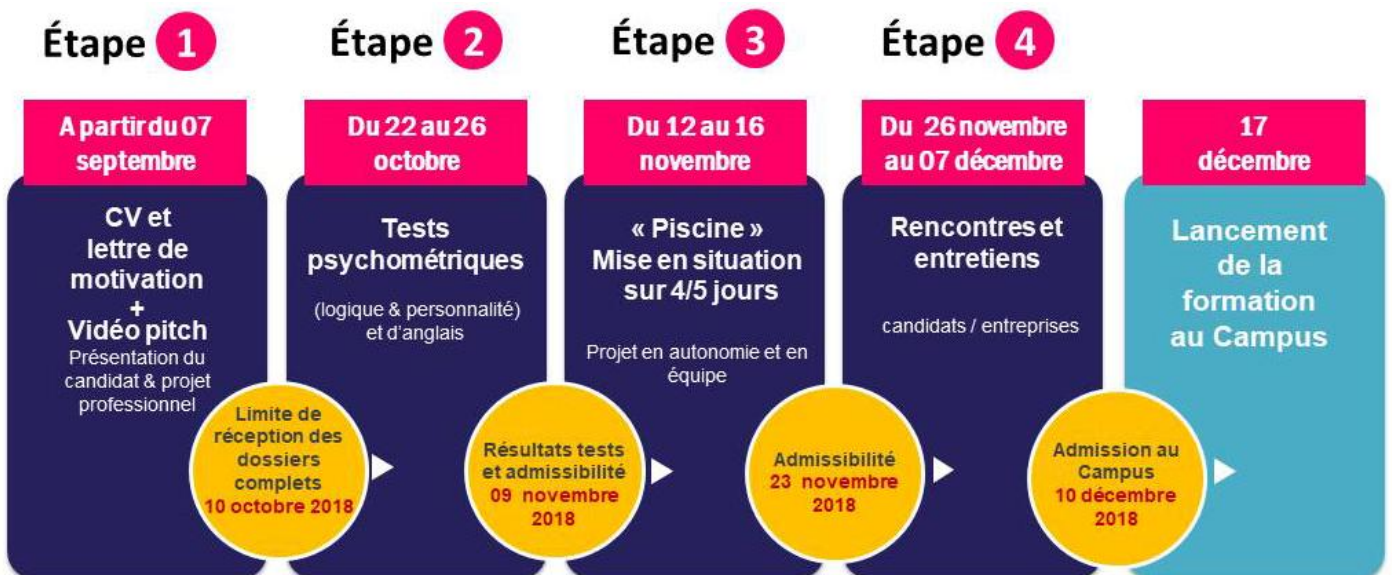 Étape 1
A partir du 07
septembre
CV et
lettre de
motivation
+
Vidéo pitch
Présentation du
candidat & projet
professionnel
Limite de
réception des
dossiers
complets
10 octobre 2018
Étape 2
Du 22 au 26
octobre
Tests
psychométriques
(logique & personnalité)
et d'anglais
Résultats tests
et admissibilité
09 novembre
2018
Étape 3
Du 12 au 16
novembre
« Piscine »
Mise en situation
sur 4/5 jours
Projet en autonomie et en
équipe
Admissibilité
23 novembre
2018
Étape 4
Du 26 novembre
au 07 décembre
Rencontres et
entretiens
candidats / entreprises
Admission au
Campus
10 décembre
2018
17
décembre
Lancement
de la
formation
au Campus